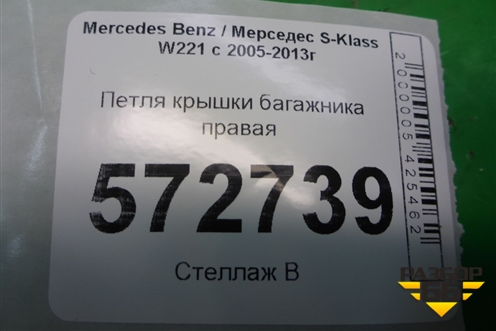 Mercedes Benz / Мерседес S-Klass
W221 с 2005-2013г
Петля крышки багажника
правая
572739
Стеллаж В
2000005425462
РАЗБОР